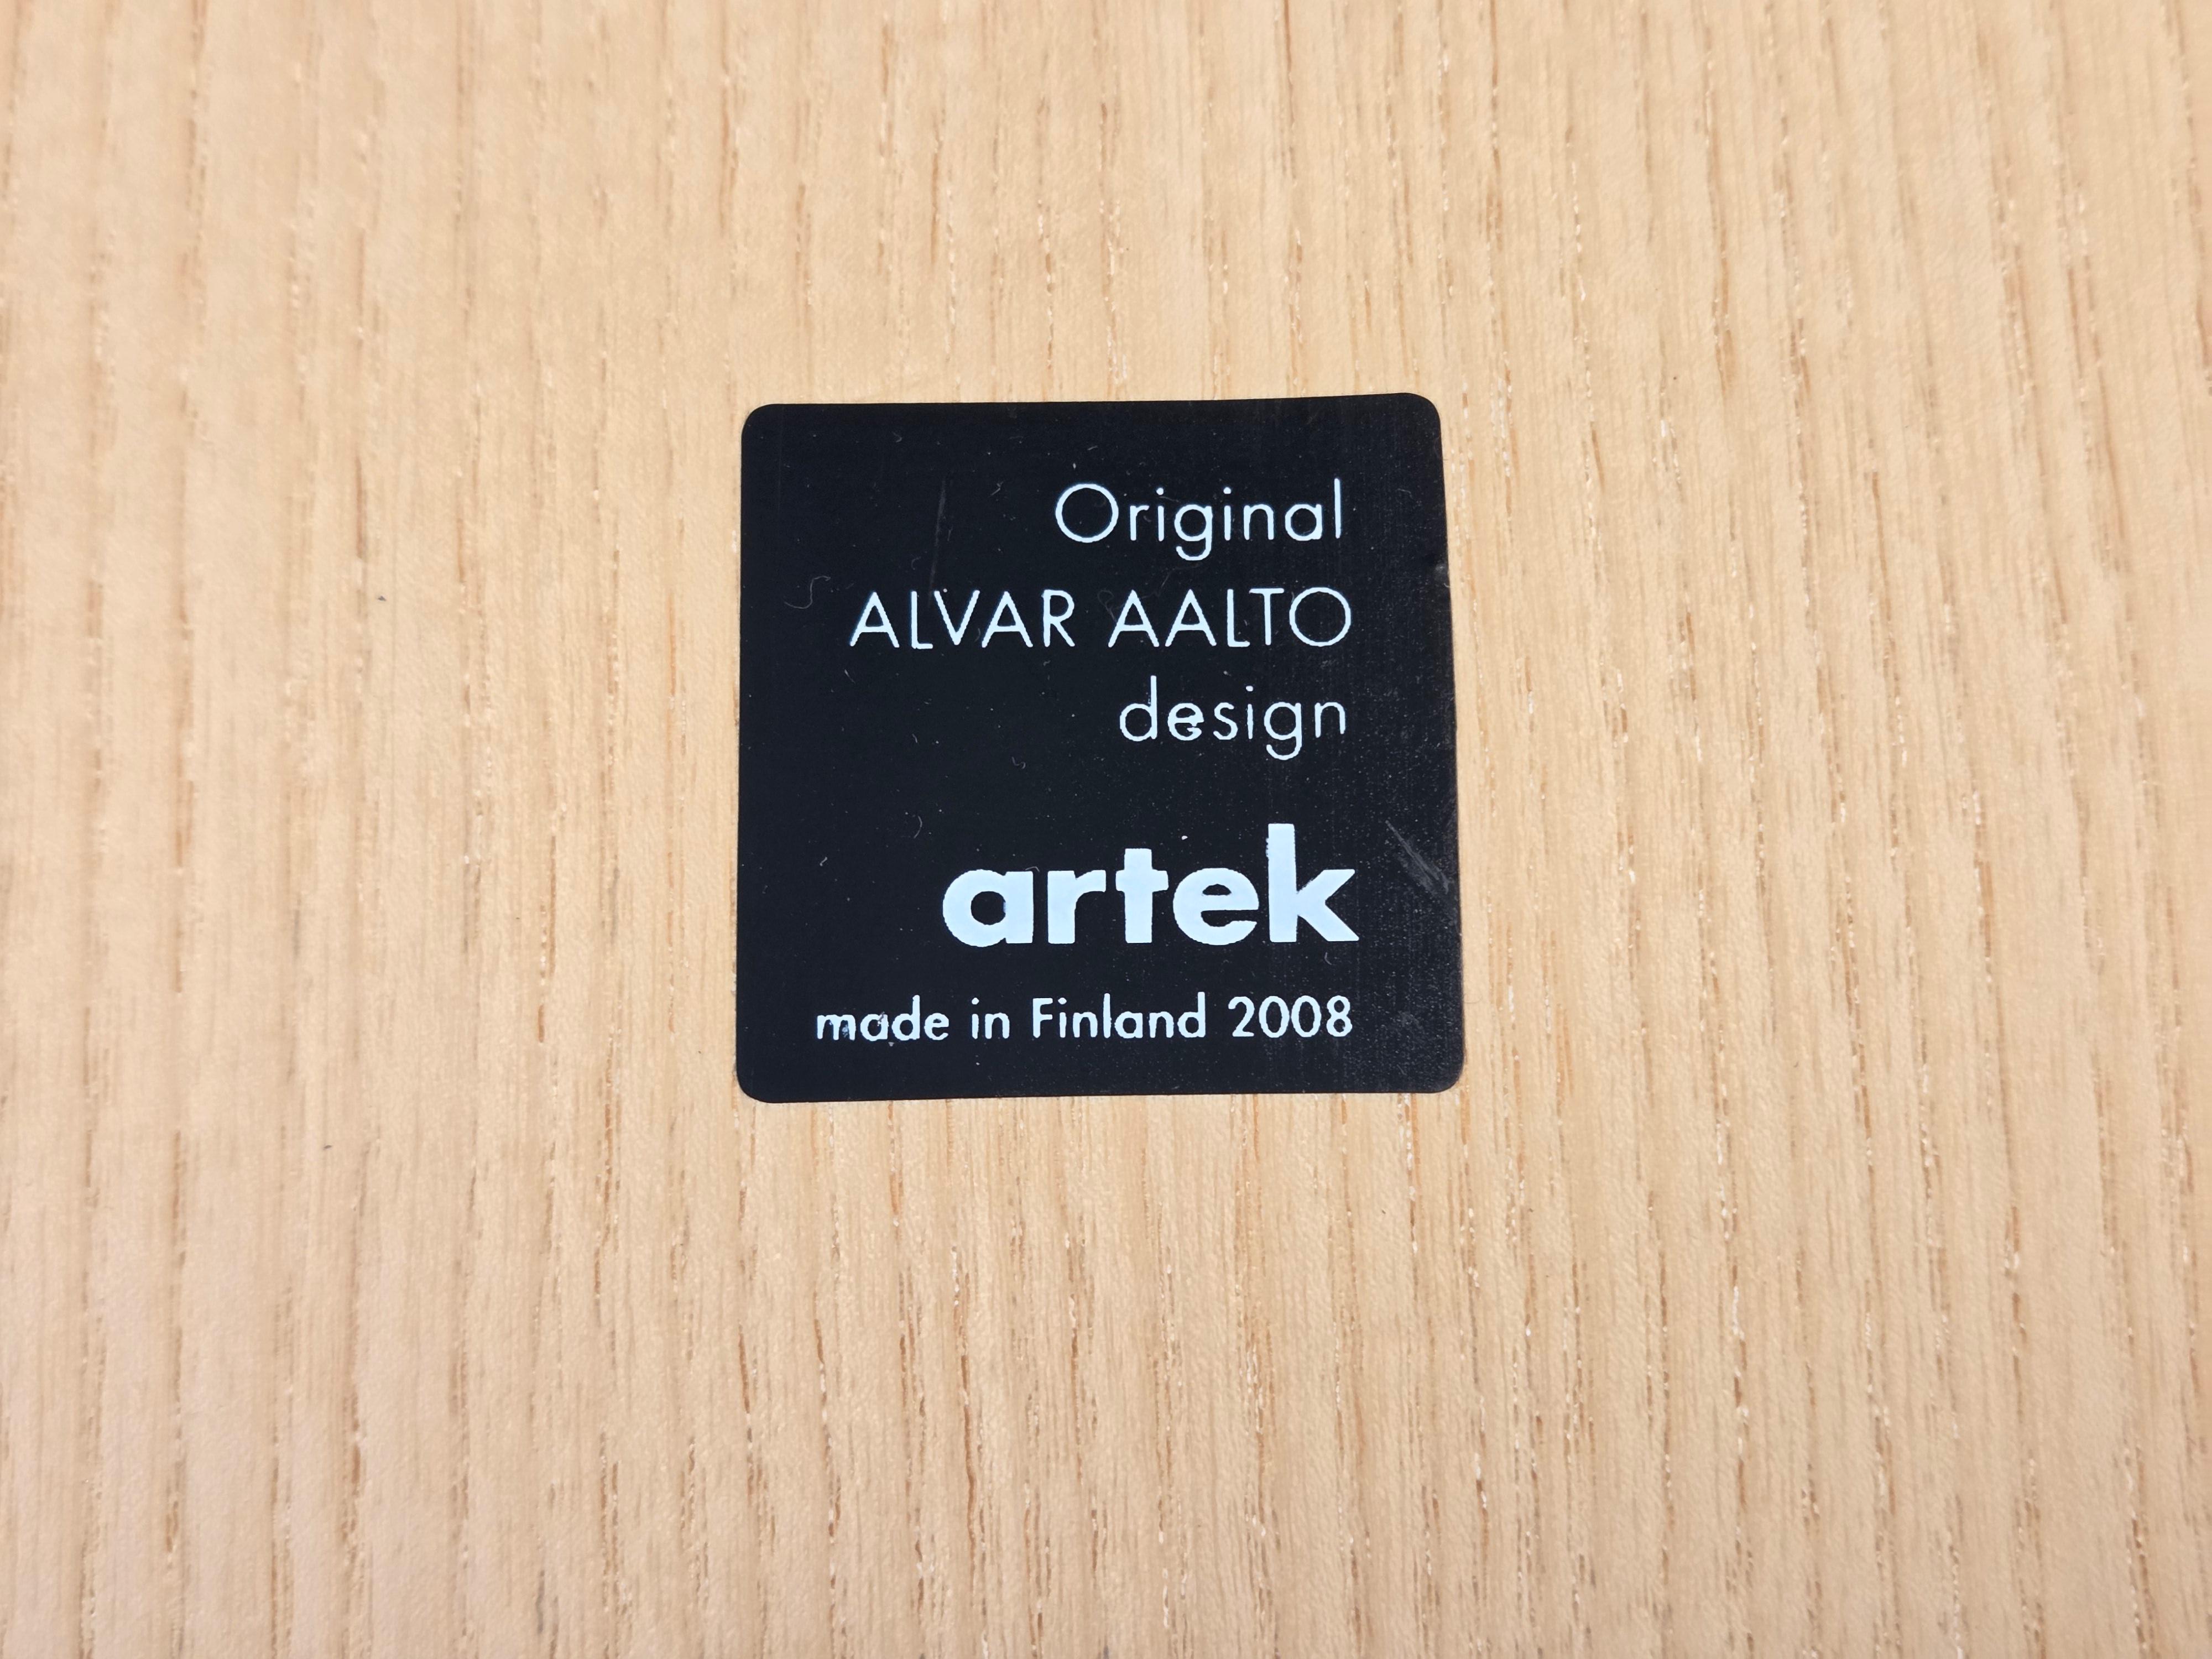 Original
ALVAR AALTO
design
artek
made in Finland 2008